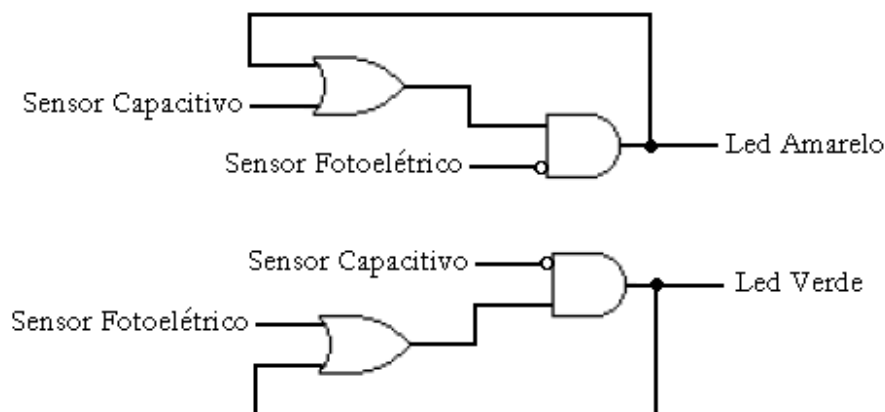 Sensor Capacitivo
Sensor Fotoelétrico
Led Amarelo
Sensor Capacitivo
Led Verde
Sensor Fotoelétrico